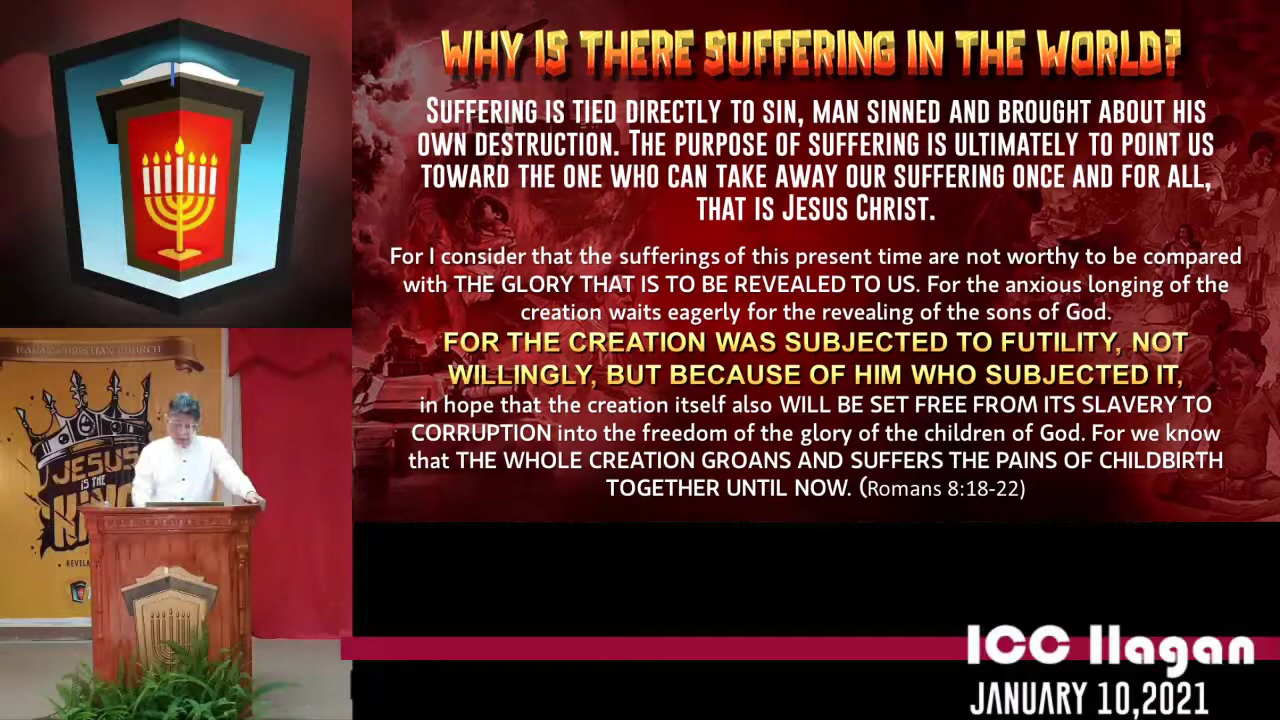 WHY IS THERE SUFFERING IN THE WORLD?
SUFFERING IS TIED DIRECTLY TO SIN, MAN SINNED AND BROUGHT ABOUT HIS
OWN DESTRUCTION. THE PURPOSE OF SUFFERING IS ULTIMATELY TO POINT US
TOWARD THE ONE WHO CAN TAKE AWAY OUR SUFFERING ONCE AND FOR ALL,
THAT IS JESUS CHRIST.
For I consider that the sufferings of this present time are not worthy to be compared
with THE GLORY THAT IS TO BE REVEALED TO US. For the anxious longing of the
creation waits eagerly for the revealing of the sons of God.
FOR THE CREATION WAS SUBJECTED TO FUTILITY, NOT
WILLINGLY, BUT BECAUSE OF HIM WHO SUBJECTED IT,
in hope that the creation itself also WILL BE SET FREE FROM ITS SLAVERY TO
CORRUPTION into the freedom of the glory of the children of God. For we know
that THE WHOLE CREATION GROANS AND SUFFERS THE PAINS OF CHILDBIRTH
TOGETHER UNTIL NOW. (Romans 8:18-22)
CHRISTIAN CHURCH
JESUS
IS THE
ICC Ilagan
JANUARY 10,2021